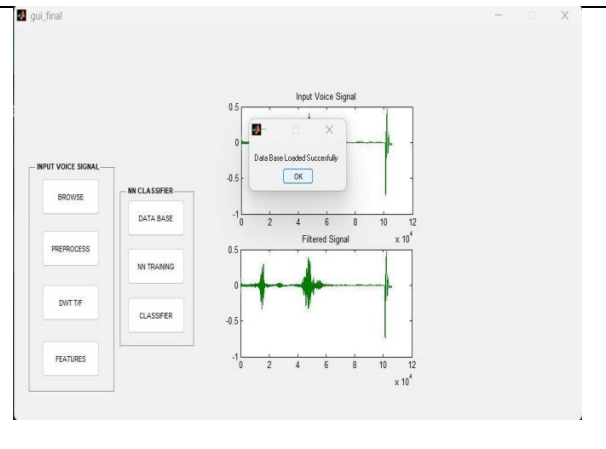 gui_final
Input Voice Signal
0.5
0
-0.5
-1
0 2 4 6 8 10 12
x 10^4
Data Base Loaded Succesfully
OK
INPUT VOICE SIGNAL
BROWSE
PREPROCESS
DWT T/F
FEATURES
NN CLASSIFIER
DATA BASE
NN TRAINING
CLASSIFIER
Filtered Signal
0.5
0
-0.5
-1
0 2 4 6 8 10 12
x 10^4